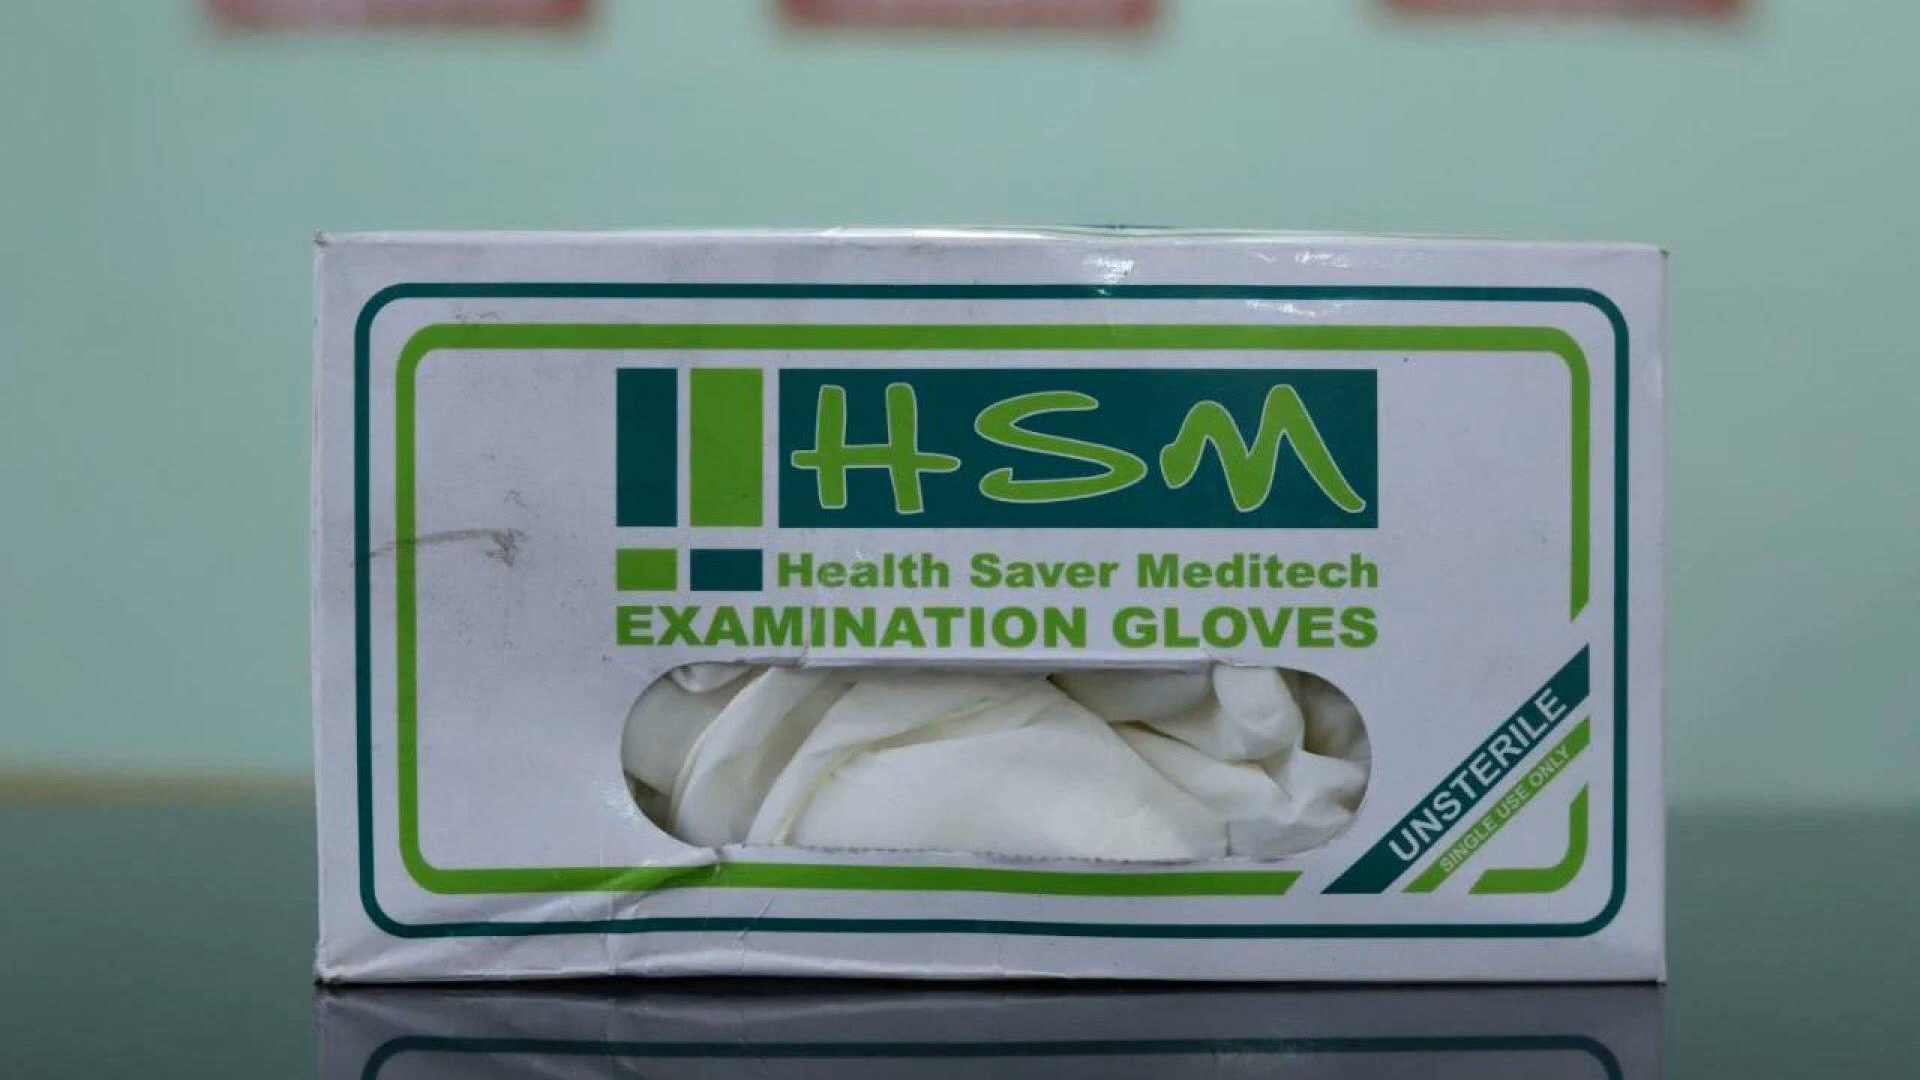 HSM
Health Saver Meditech
EXAMINATION GLOVES
UNSTERILE
SINGLE USE ONLY